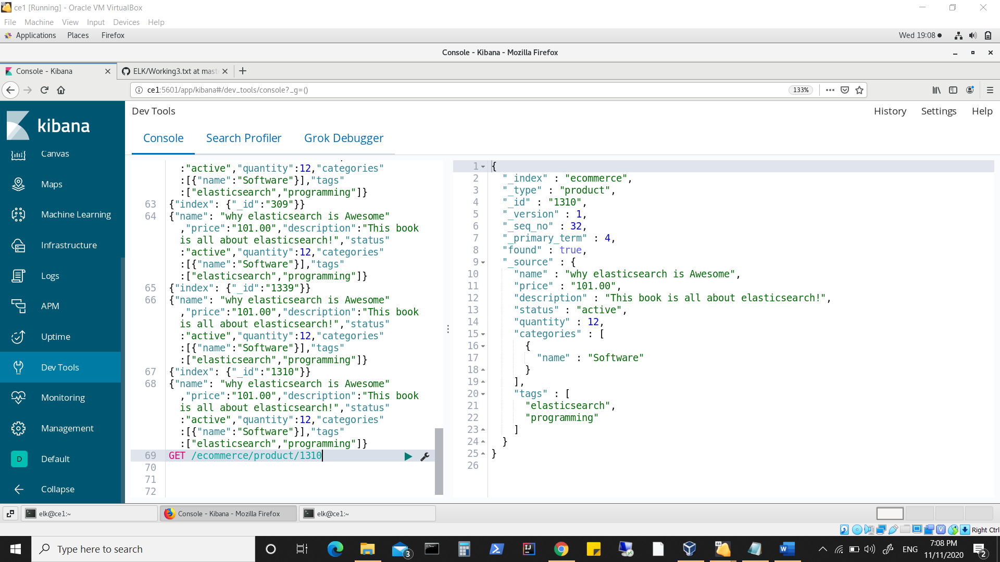 ce1 [Running] - Oracle VM VirtualBox
File Machine View Input Devices Help
Applications Places Firefox
Wed 19:08
Console - Kibana - Mozilla Firefox
Console - Kibana
ELK/Working3.txt at mast
ce1:5601/app/kibana#/dev_tools/console?_g=()
133%
kibana
Canvas
Maps
Machine Learning
Infrastructure
Logs
APM
Uptime
Dev Tools
Monitoring
Management
D Default
Collapse
Dev Tools
History Settings Help
Console Search Profiler Grok Debugger
:"active","quantity":12,"categories"
:[{"name":"Software"}],"tags"
:["elasticsearch","programming"]}
63 {"index": {"_id":"309"}}
64 {"name": "why elasticsearch is Awesome"
,"price":"101.00","description":"This book
is all about elasticsearch!","status"
:"active","quantity":12,"categories"
:[{"name":"Software"}],"tags"
:["elasticsearch","programming"]}
65 {"index": {"_id":"1339"}}
66 {"name": "why elasticsearch is Awesome"
,"price":"101.00","description":"This book
is all about elasticsearch!","status"
:"active","quantity":12,"categories"
:[{"name":"Software"}],"tags"
:["elasticsearch","programming"]}
67 {"index": {"_id":"1310"}}
68 {"name": "why elasticsearch is Awesome"
,"price":"101.00","description":"This book
is all about elasticsearch!","status"
:"active","quantity":12,"categories"
:[{"name":"Software"}],"tags"
:["elasticsearch","programming"]}
69 GET /ecommerce/product/1310
70
71
72
1 {
2 "_index" : "ecommerce",
3 "_type" : "product",
4 "_id" : "1310",
5 "_version" : 1,
6 "_seq_no" : 32,
7 "_primary_term" : 4,
8 "found" : true,
9 "_source" : {
10 "name" : "why elasticsearch is Awesome",
11 "price" : "101.00",
12 "description" : "This book is all about elasticsearch!",
13 "status" : "active",
14 "quantity" : 12,
15 "categories" : [
16 {
17 "name" : "Software"
18 }
19 ],
20 "tags" : [
21 "elasticsearch",
22 "programming"
23 ]
24 }
25 }
26
elk@ce1:~
Console - Kibana - Mozilla Firefox
elk@ce1:~
Right Ctrl
Type here to search
3
ENG
7:08 PM
11/11/2020
2